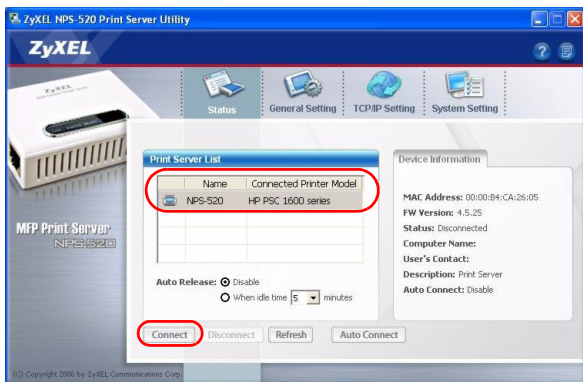 ZyXEL NPS-520 Print Server Utility
ZyXEL
Status
General Setting
TCP/IP Setting
System Setting
ZyXEL
MFP Print Server
NPS-520
Print Server List
Name Connected Printer Model
NPS-520 HP PSC 1600 series
Auto Release: Disable
When idle time 5 minutes
Connect Disconnect Refresh Auto Connect
Device Information
MAC Address: 00:00:B4:CA:26:05
FW Version: 4.5.25
Status: Disconnected
Computer Name:
User's Contact:
Description: Print Server
Auto Connect: Disable
(C) Copyright 2006 by ZyXEL Communications Corp.